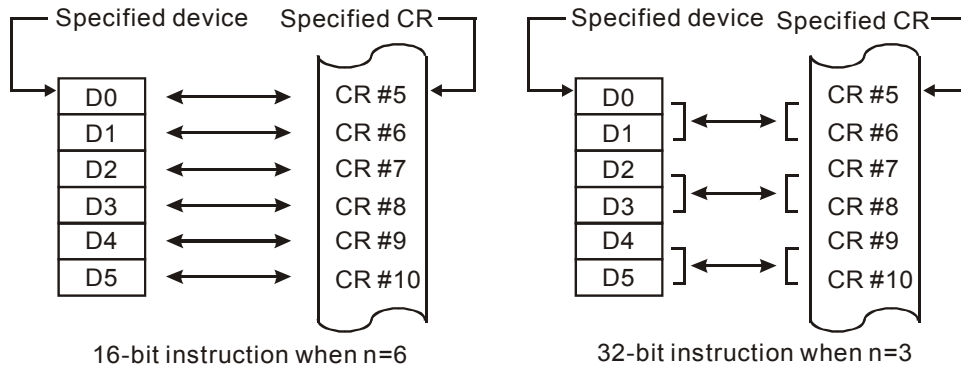 Specified device Specified CR
D0 CR #5
D1 CR #6
D2 CR #7
D3 CR #8
D4 CR #9
D5 CR #10
16-bit instruction when n=6
Specified device Specified CR
D0 CR #5
D1 CR #6
D2 CR #7
D3 CR #8
D4 CR #9
D5 CR #10
32-bit instruction when n=3